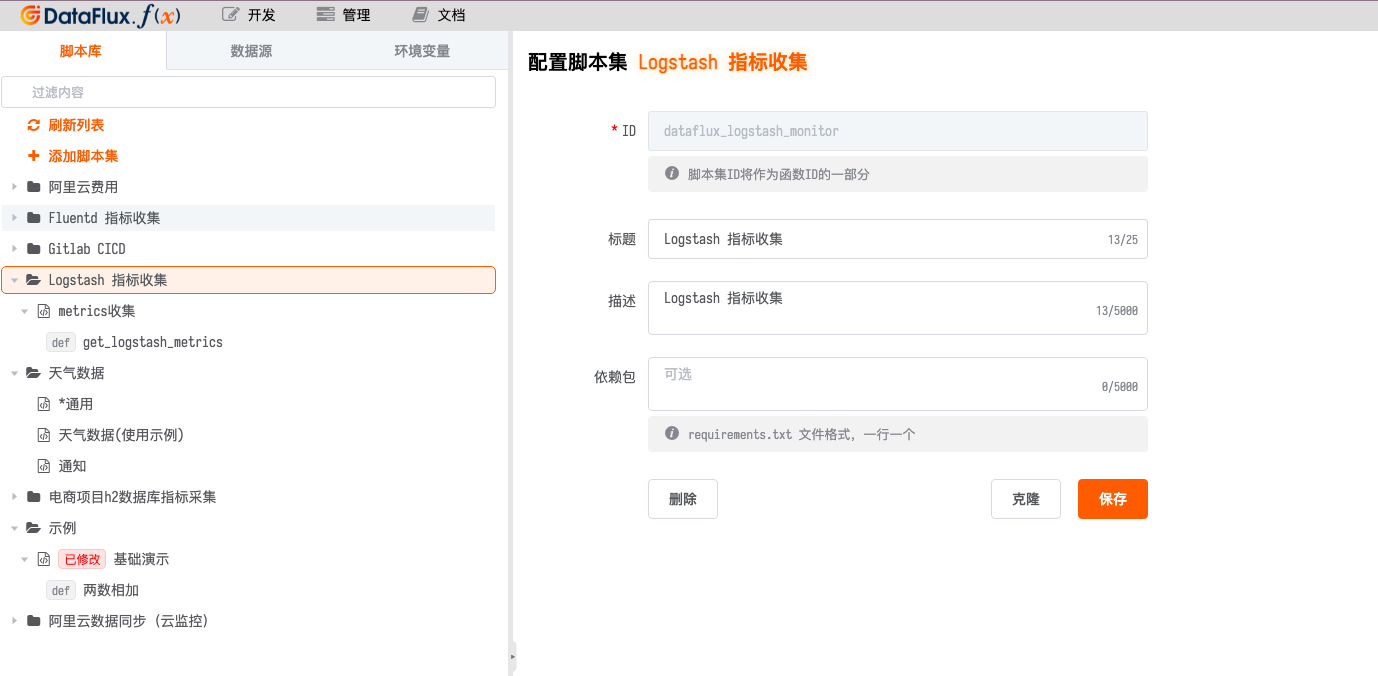 DataFlux.f(x)
开发
管理
文档
脚本库
数据源
环境变量
过滤内容
刷新列表
添加脚本集
阿里云费用
Fluentd 指标收集
Gitlab CICD
Logstash 指标收集
metrics收集
def get_logstash_metrics
天气数据
*通用
天气数据(使用示例)
通知
电商项目h2数据库指标采集
示例
已修改 基础演示
def 两数相加
阿里云数据同步（云监控）
配置脚本集 Logstash 指标收集
* ID dataflux_logstash_monitor
脚本集ID将作为函数ID的一部分
标题 Logstash 指标收集 13/25
描述 Logstash 指标收集 13/5000
依赖包 可选 0/5000
requirements.txt 文件格式，一行一个
删除
克隆
保存